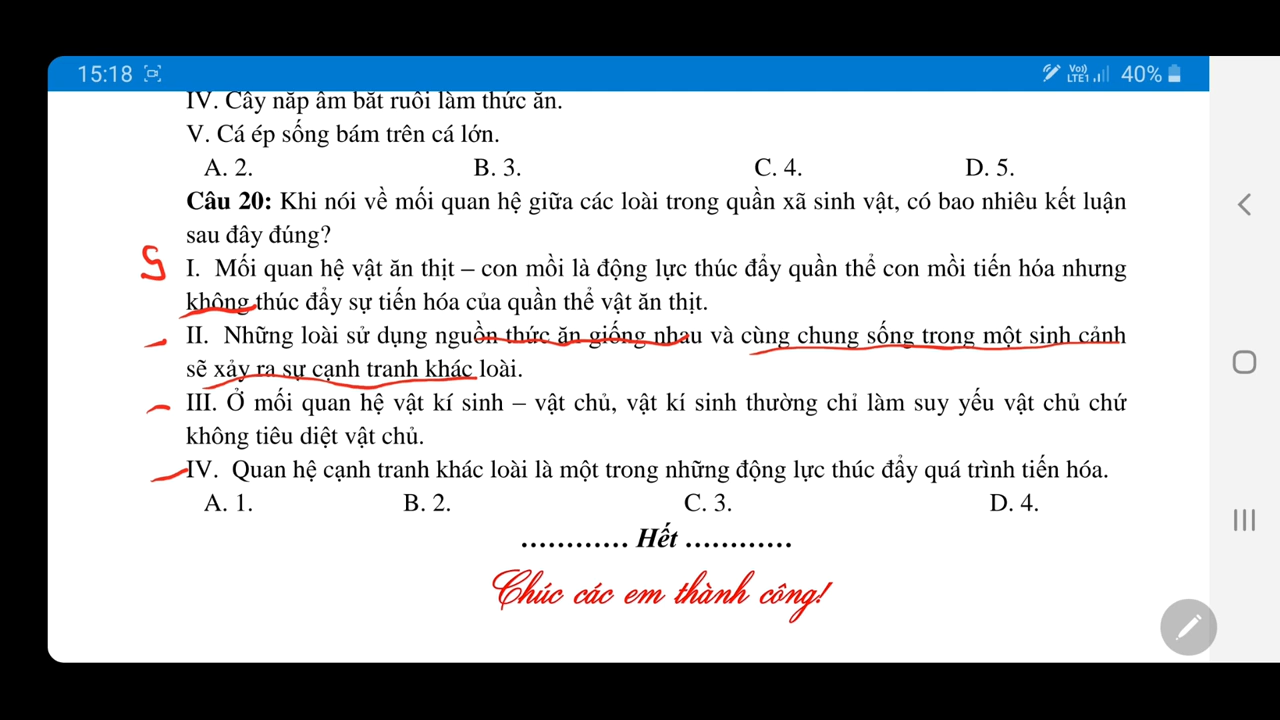 15:18 Vo)) LTE1 40%
IV. Cây nắp ấm bắt ruồi làm thức ăn.
V. Cá ép sống bám trên cá lớn.
A. 2. B. 3. C. 4. D. 5.
Câu 20: Khi nói về mối quan hệ giữa các loài trong quần xã sinh vật, có bao nhiêu kết luận
sau đây đúng?
S I. Mối quan hệ vật ăn thịt – con mồi là động lực thúc đẩy quần thể con mồi tiến hóa nhưng
không thúc đẩy sự tiến hóa của quần thể vật ăn thịt.
II. Những loài sử dụng nguồn thức ăn giống nhau và cùng chung sống trong một sinh cảnh
sẽ xảy ra sự cạnh tranh khác loài.
III. Ở mối quan hệ vật kí sinh – vật chủ, vật kí sinh thường chỉ làm suy yếu vật chủ chứ
không tiêu diệt vật chủ.
IV. Quan hệ cạnh tranh khác loài là một trong những động lực thúc đẩy quá trình tiến hóa.
A. 1. B. 2. C. 3. D. 4.
………… Hết …………
Chúc các em thành công!